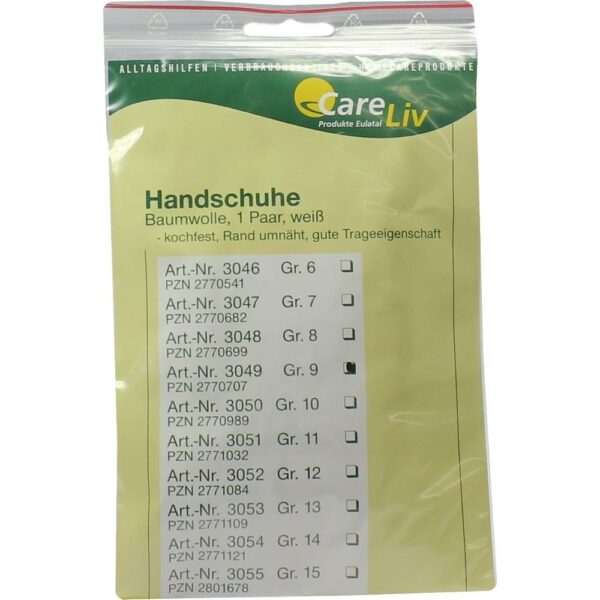 ALLTAGSHILFEN | VERBRAUCHSARTIKEL | HOMECAREPRODUKTE
Care Liv
Produkte Eulatal
Handschuhe
Baumwolle, 1 Paar, weiß
- kochfest, Rand umnäht, gute Trageeigenschaft
Art.-Nr. 3046 Gr. 6
PZN 2770541
Art.-Nr. 3047 Gr. 7
PZN 2770682
Art.-Nr. 3048 Gr. 8
PZN 2770699
Art.-Nr. 3049 Gr. 9
PZN 2770707
Art.-Nr. 3050 Gr. 10
PZN 2770989
Art.-Nr. 3051 Gr. 11
PZN 2771032
Art.-Nr. 3052 Gr. 12
PZN 2771084
Art.-Nr. 3053 Gr. 13
PZN 2771109
Art.-Nr. 3054 Gr. 14
PZN 2771121
Art.-Nr. 3055 Gr. 15
PZN 2801678